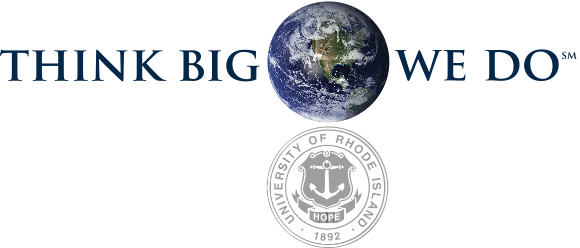 THINK BIG WE DO℠
UNIVERSITY OF RHODE ISLAND
HOPE
· 1892 ·